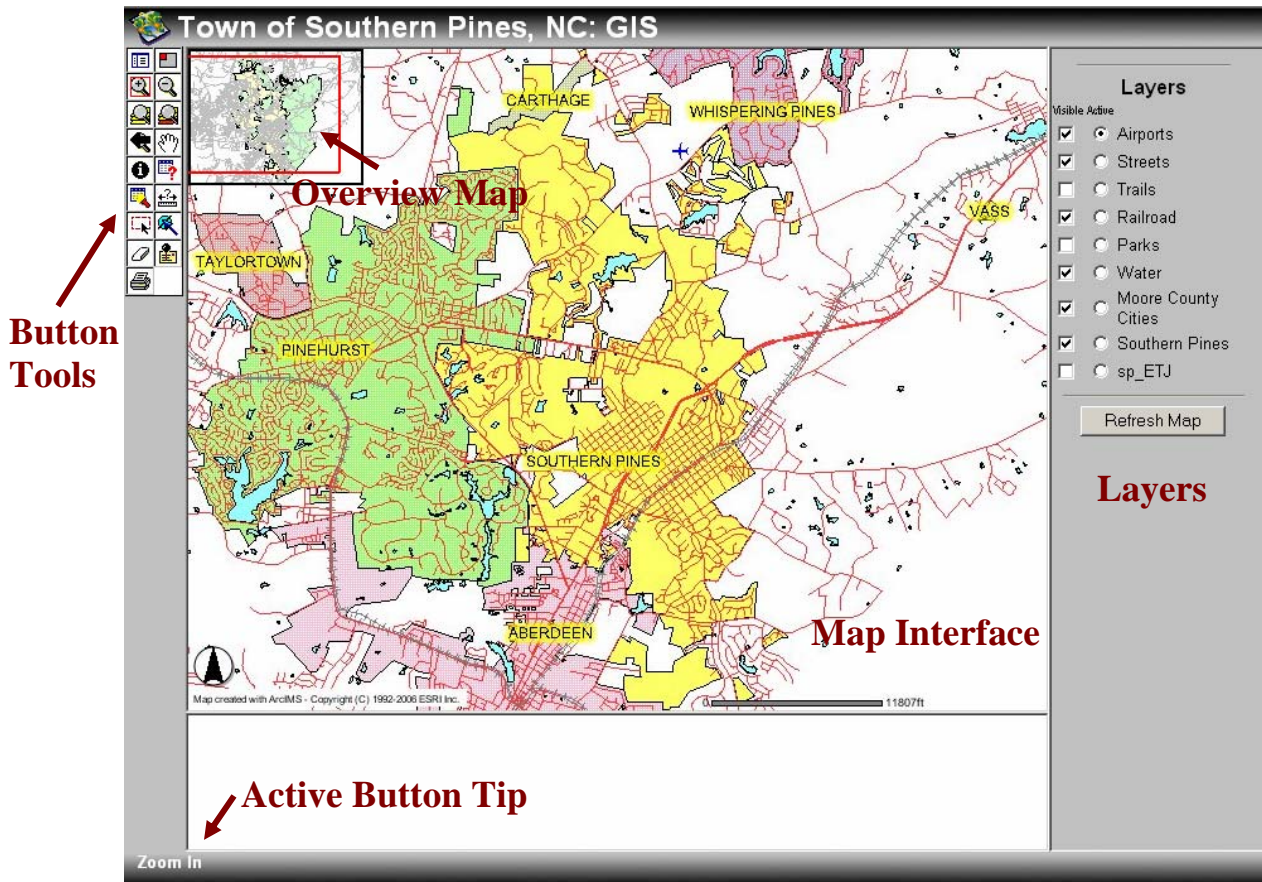 Town of Southern Pines, NC: GIS
Button
Tools
Overview Map
CARTHAGE
WHISPERING PINES
VASS
TAYLORTOWN
PINEHURST
SOUTHERN PINES
ABERDEEN
Map Interface
Map created with ArcIMS - Copyright (C) 1992-2006 ESRI Inc.
0
11807ft
Layers
Visible Active
Airports
Streets
Trails
Railroad
Parks
Water
Moore County
Cities
Southern Pines
sp_ETJ
Refresh Map
Layers
Active Button Tip
Zoom In